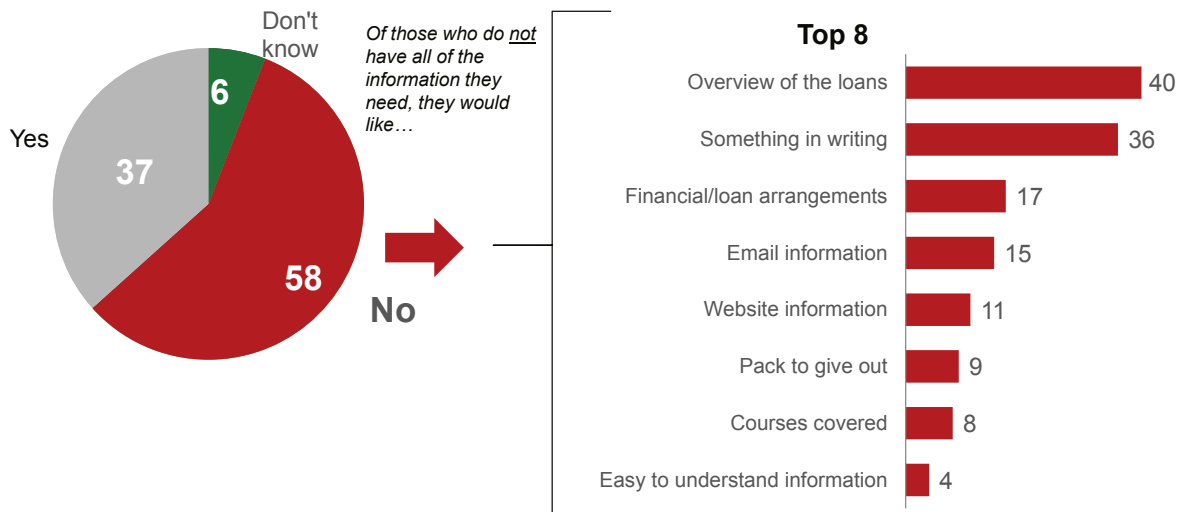 Don't
know
6
Yes
37
58
No
Of those who do not
have all of the
information they
need, they would
like…
Top 8
Overview of the loans 40
Something in writing 36
Financial/loan arrangements 17
Email information 15
Website information 11
Pack to give out 9
Courses covered 8
Easy to understand information 4